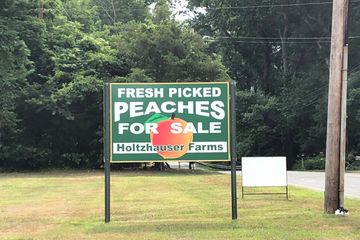 FRESH PICKED
PEACHES
FOR SALE
Holtzhauser Farms